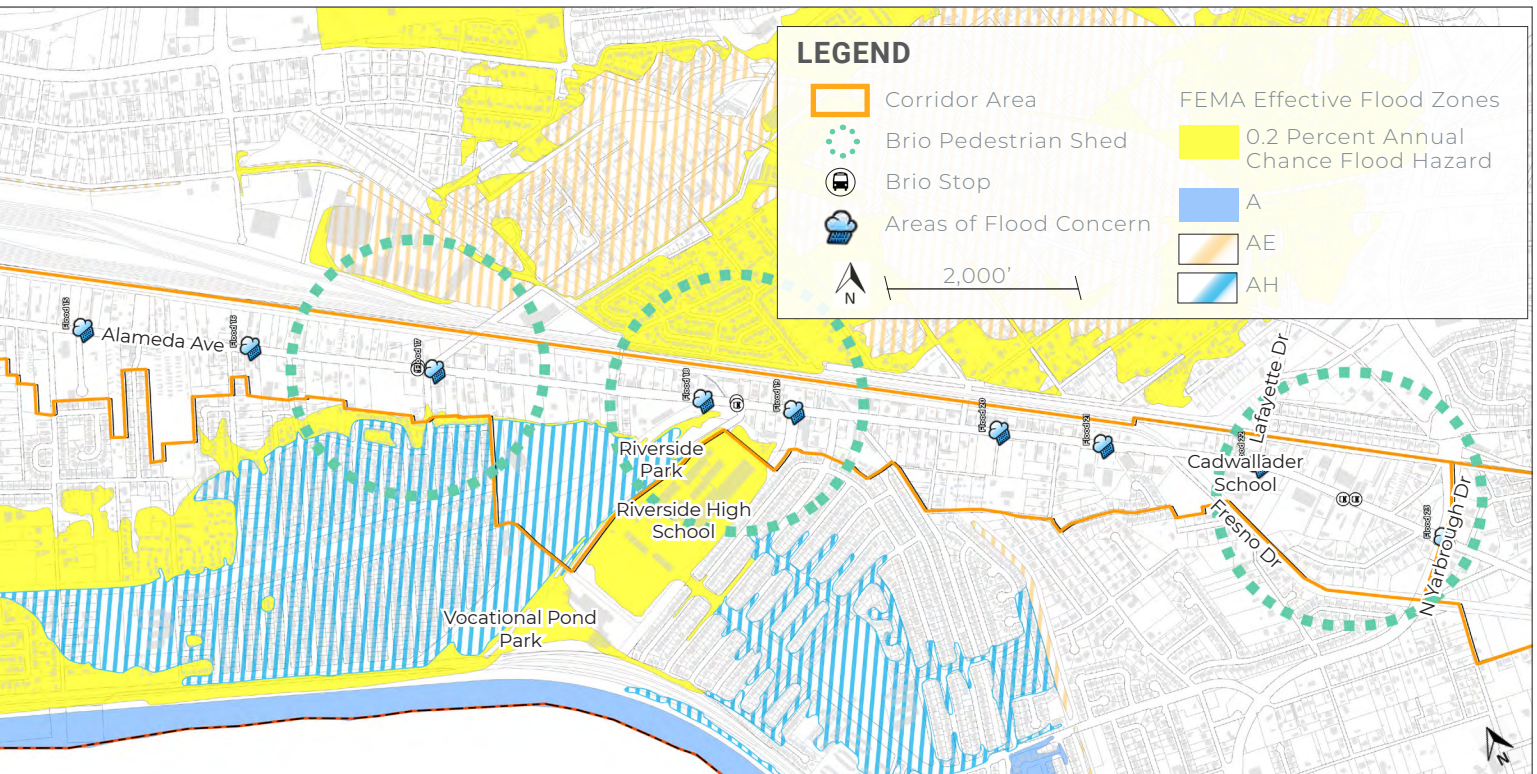 LEGEND
Corridor Area
Brio Pedestrian Shed
Brio Stop
Areas of Flood Concern
N
2,000'
FEMA Effective Flood Zones
0.2 Percent Annual
Chance Flood Hazard
A
AE
AH
Flood 15
Alameda Ave
Flood 16
Flood 17
Flood 18
Flood 19
Flood 20
Flood 21
Lafayette Dr
Cadwallader
School
Fresno Dr
Flood 23
N Yarbrough Dr
Riverside
Park
Riverside High
School
Vocational Pond
Park
N